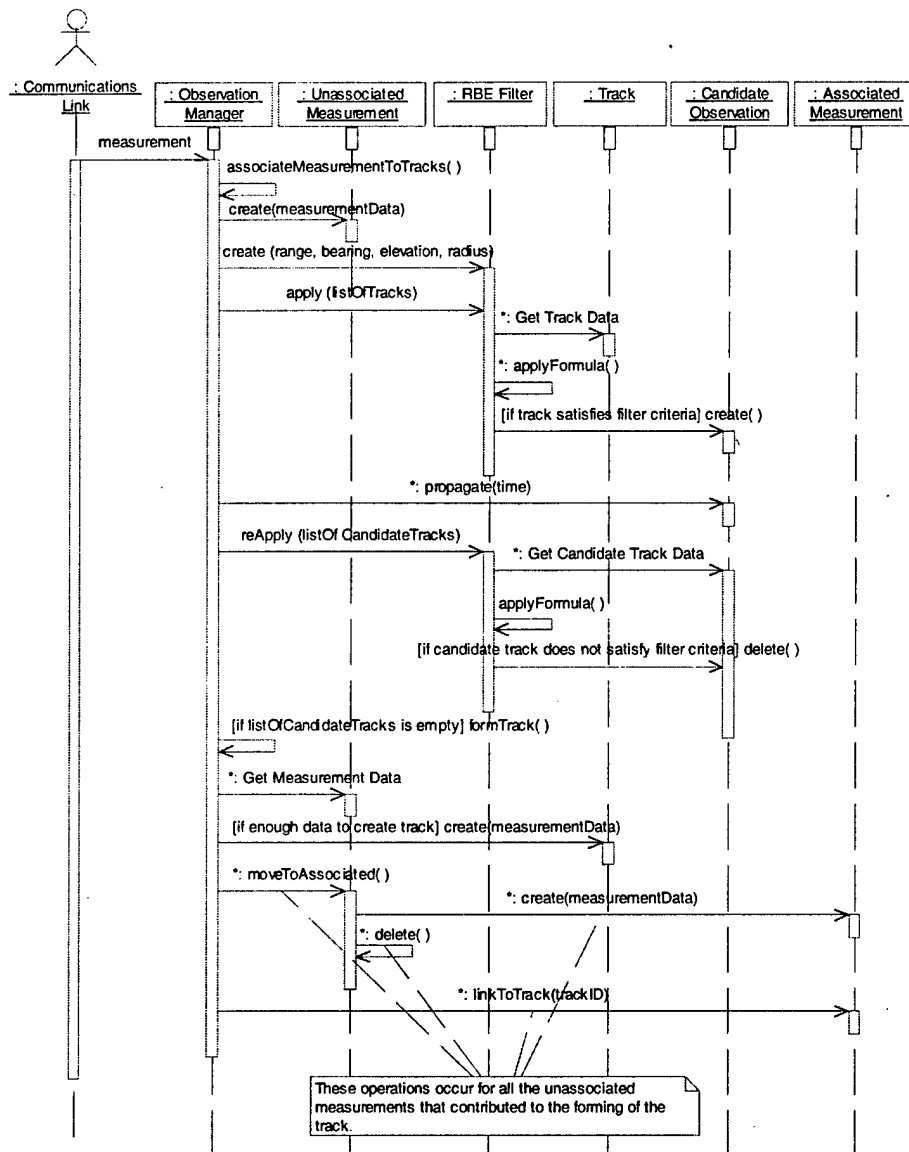 : Communications
Link
: Observation
Manager
: Unassociated
Measurement
: RBE Filter
: Track
: Candidate
Observation
: Associated
Measurement
measurement
associateMeasurementToTracks( )
create(measurementData)
create (range, bearing, elevation, radius)
apply (listOfTracks)
*: Get Track Data
*: applyFormula( )
[if track satisfies filter criteria] create( )
*: propagate(time)
reApply (listOf CandidateTracks)
*: Get Candidate Track Data
applyFormula( )
[if candidate track does not satisfy filter criteria] delete( )
[if listOfCandidateTracks is empty] formTrack( )
*: Get Measurement Data
[if enough data to create track] create(measurementData)
*: moveToAssociated( )
*: create(measurementData)
*: delete( )
*: linkToTrack(trackID)
These operations occur for all the unassociated
measurements that contributed to the forming of the
track.